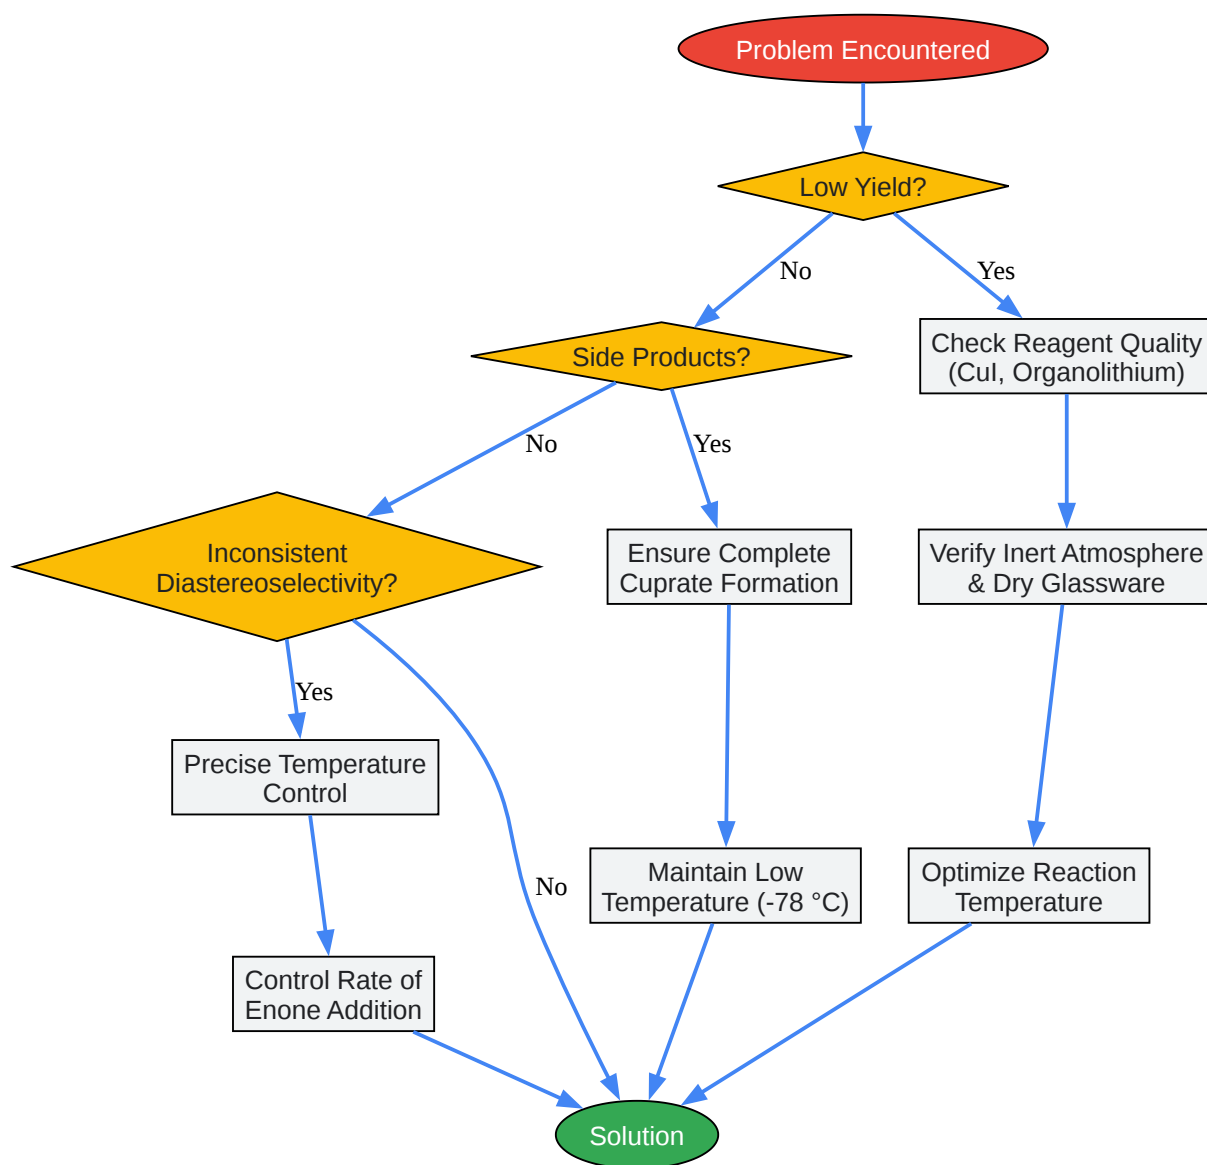 Problem Encountered
Low Yield?
No
Yes
Side Products?
Check Reagent Quality
(CuI, Organolithium)
No
Yes
Inconsistent
Diastereoselectivity?
Ensure Complete
Cuprate Formation
Verify Inert Atmosphere
& Dry Glassware
Yes
Precise Temperature
Control
No
Maintain Low
Temperature (-78 °C)
Optimize Reaction
Temperature
Control Rate of
Enone Addition
Solution